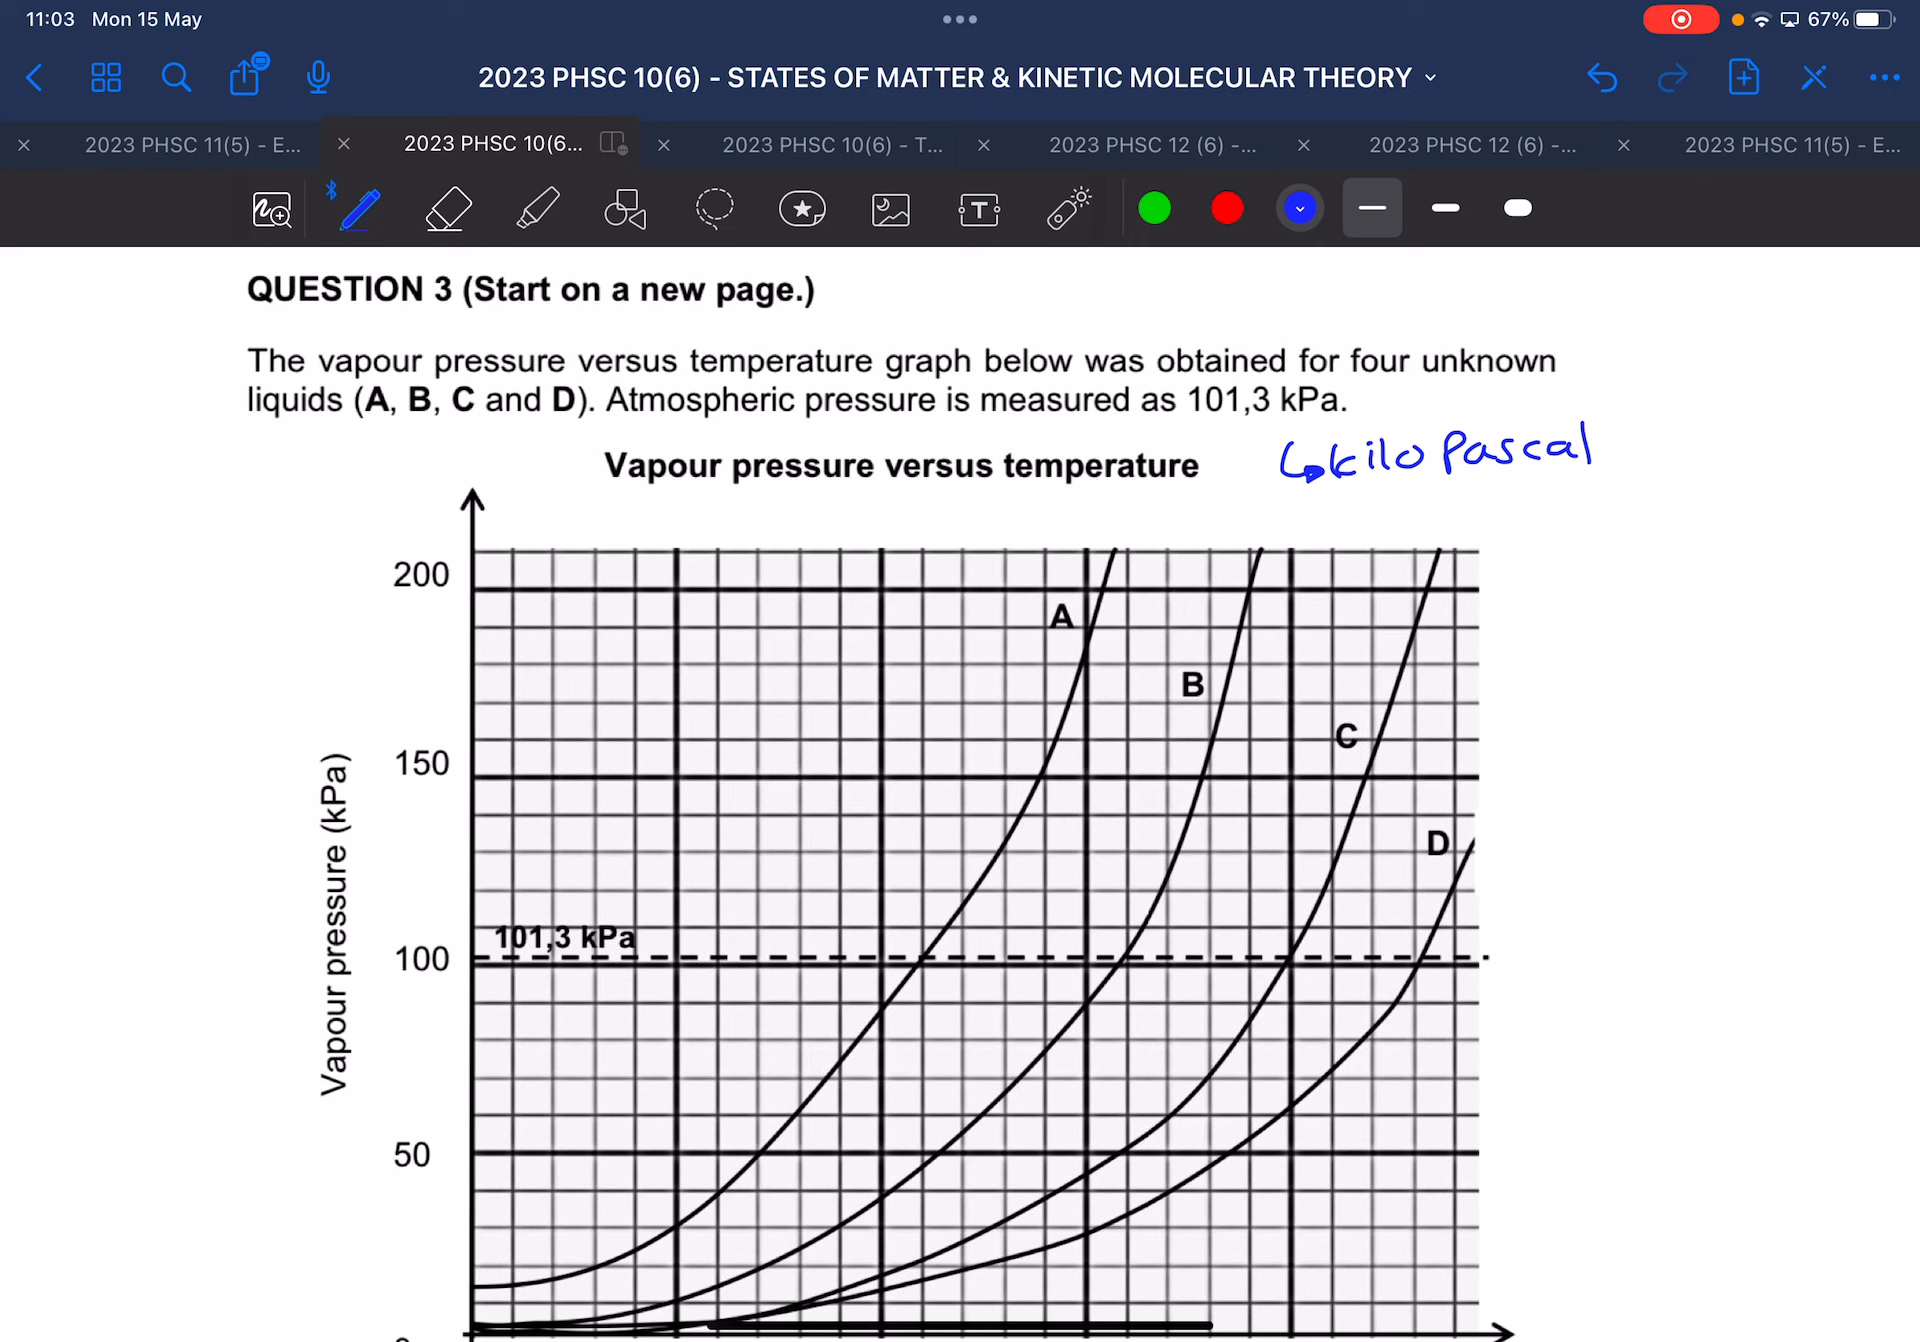 11:03 Mon 15 May
67%
2023 PHSC 10(6) - STATES OF MATTER & KINETIC MOLECULAR THEORY
2023 PHSC 11(5) - E...
2023 PHSC 10(6...
2023 PHSC 10(6) - T...
2023 PHSC 12 (6) -...
2023 PHSC 12 (6) -...
2023 PHSC 11(5) - E...
QUESTION 3 (Start on a new page.)
The vapour pressure versus temperature graph below was obtained for four unknown
liquids (A, B, C and D). Atmospheric pressure is measured as 101,3 kPa.
kilo Pascal
Vapour pressure versus temperature
200
A
B
C
150
D
Vapour pressure (kPa)
101,3 kPa
100
50